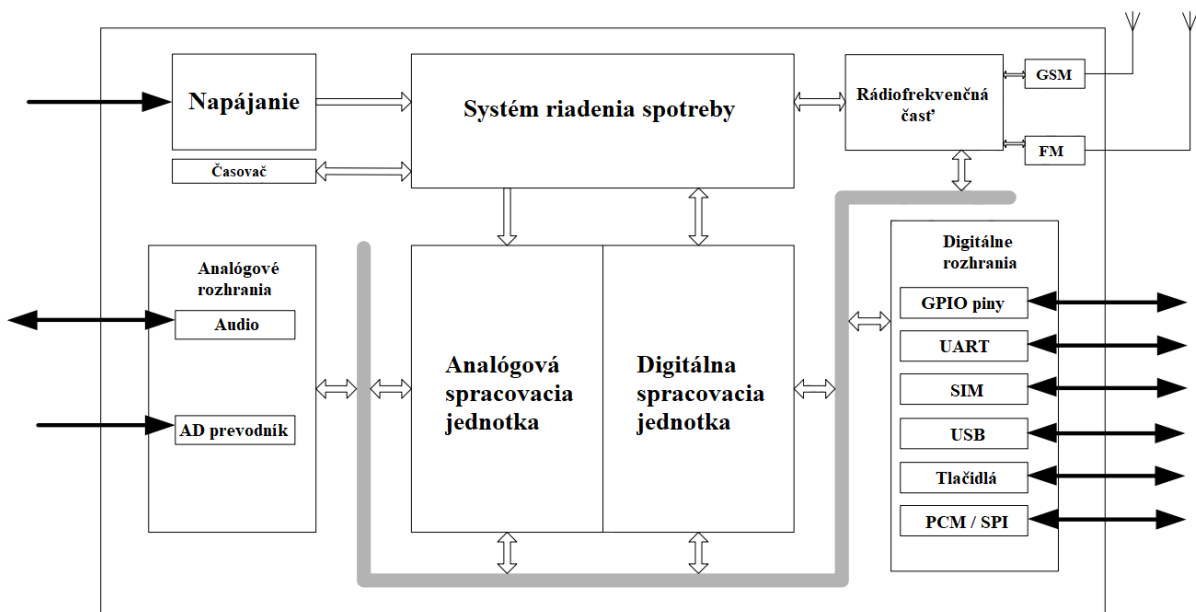 Napájanie
Časovač
Systém riadenia spotreby
Rádiofrekvenčná
časť
GSM
FM
Analógové
rozhrania
Audio
AD prevodník
Analógová
spracovacia
jednotka
Digitálna
spracovacia
jednotka
Digitálne
rozhrania
GPIO piny
UART
SIM
USB
Tlačidlá
PCM / SPI